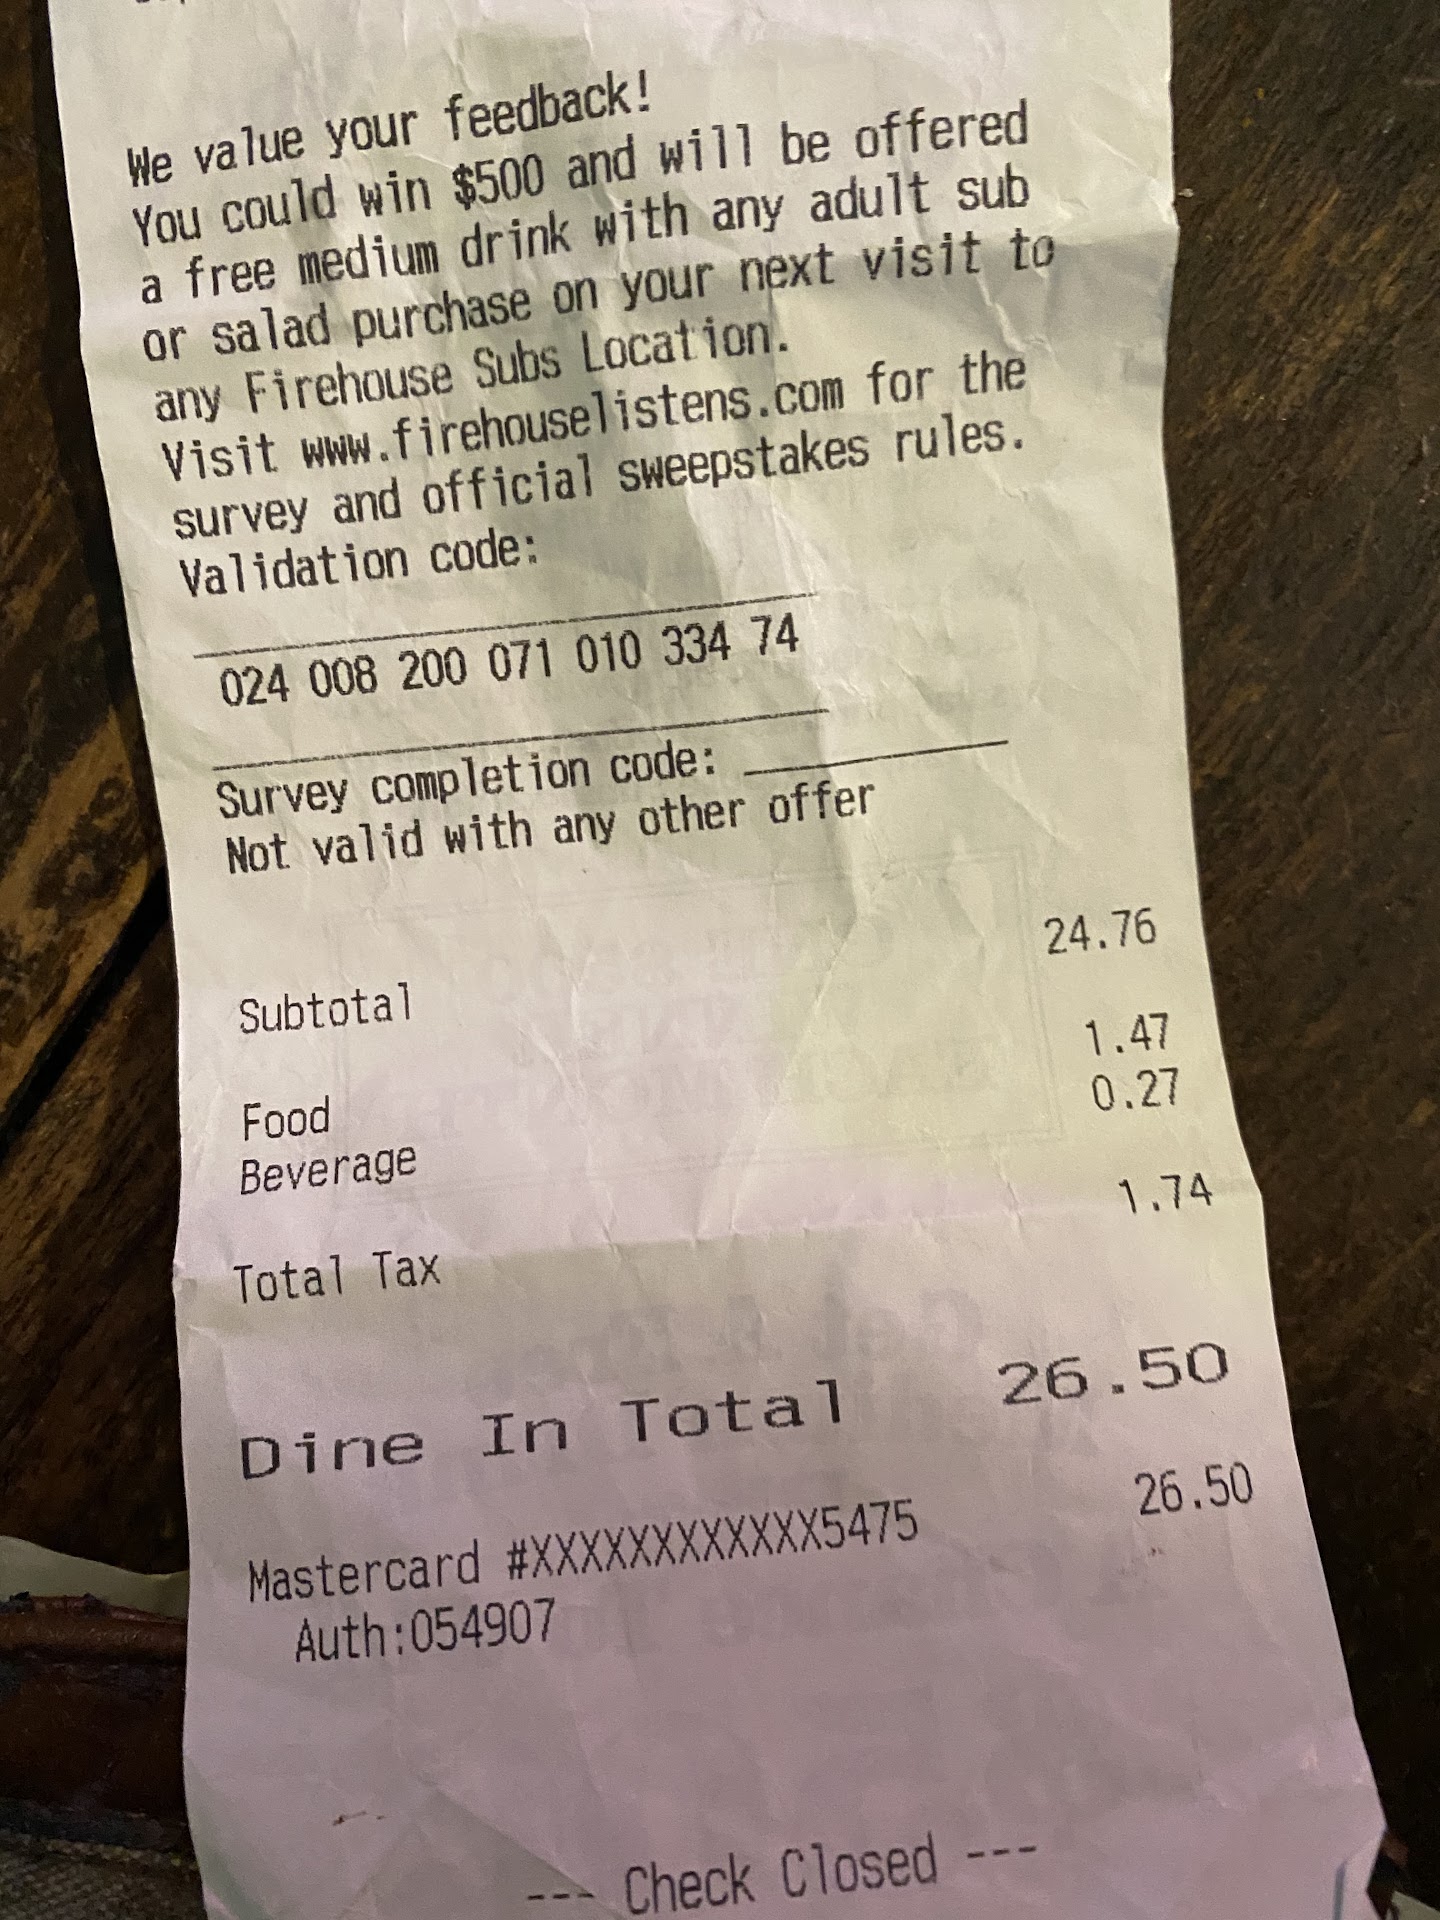 We value your feedback!
You could win $500 and will be offered
a free medium drink with any adult sub
or salad purchase on your next visit to
any Firehouse Subs Location.
Visit www.firehouselistens.com for the
survey and official sweepstakes rules.
Validation code:
024 008 200 071 010 334 74
Survey completion code: ____________
Not valid with any other offer
Subtotal 24.76
Food 1.47
Beverage 0.27
Total Tax 1.74
Dine In Total 26.50
Mastercard #XXXXXXXXXXXX5475 26.50
Auth:054907
--- Check Closed ---